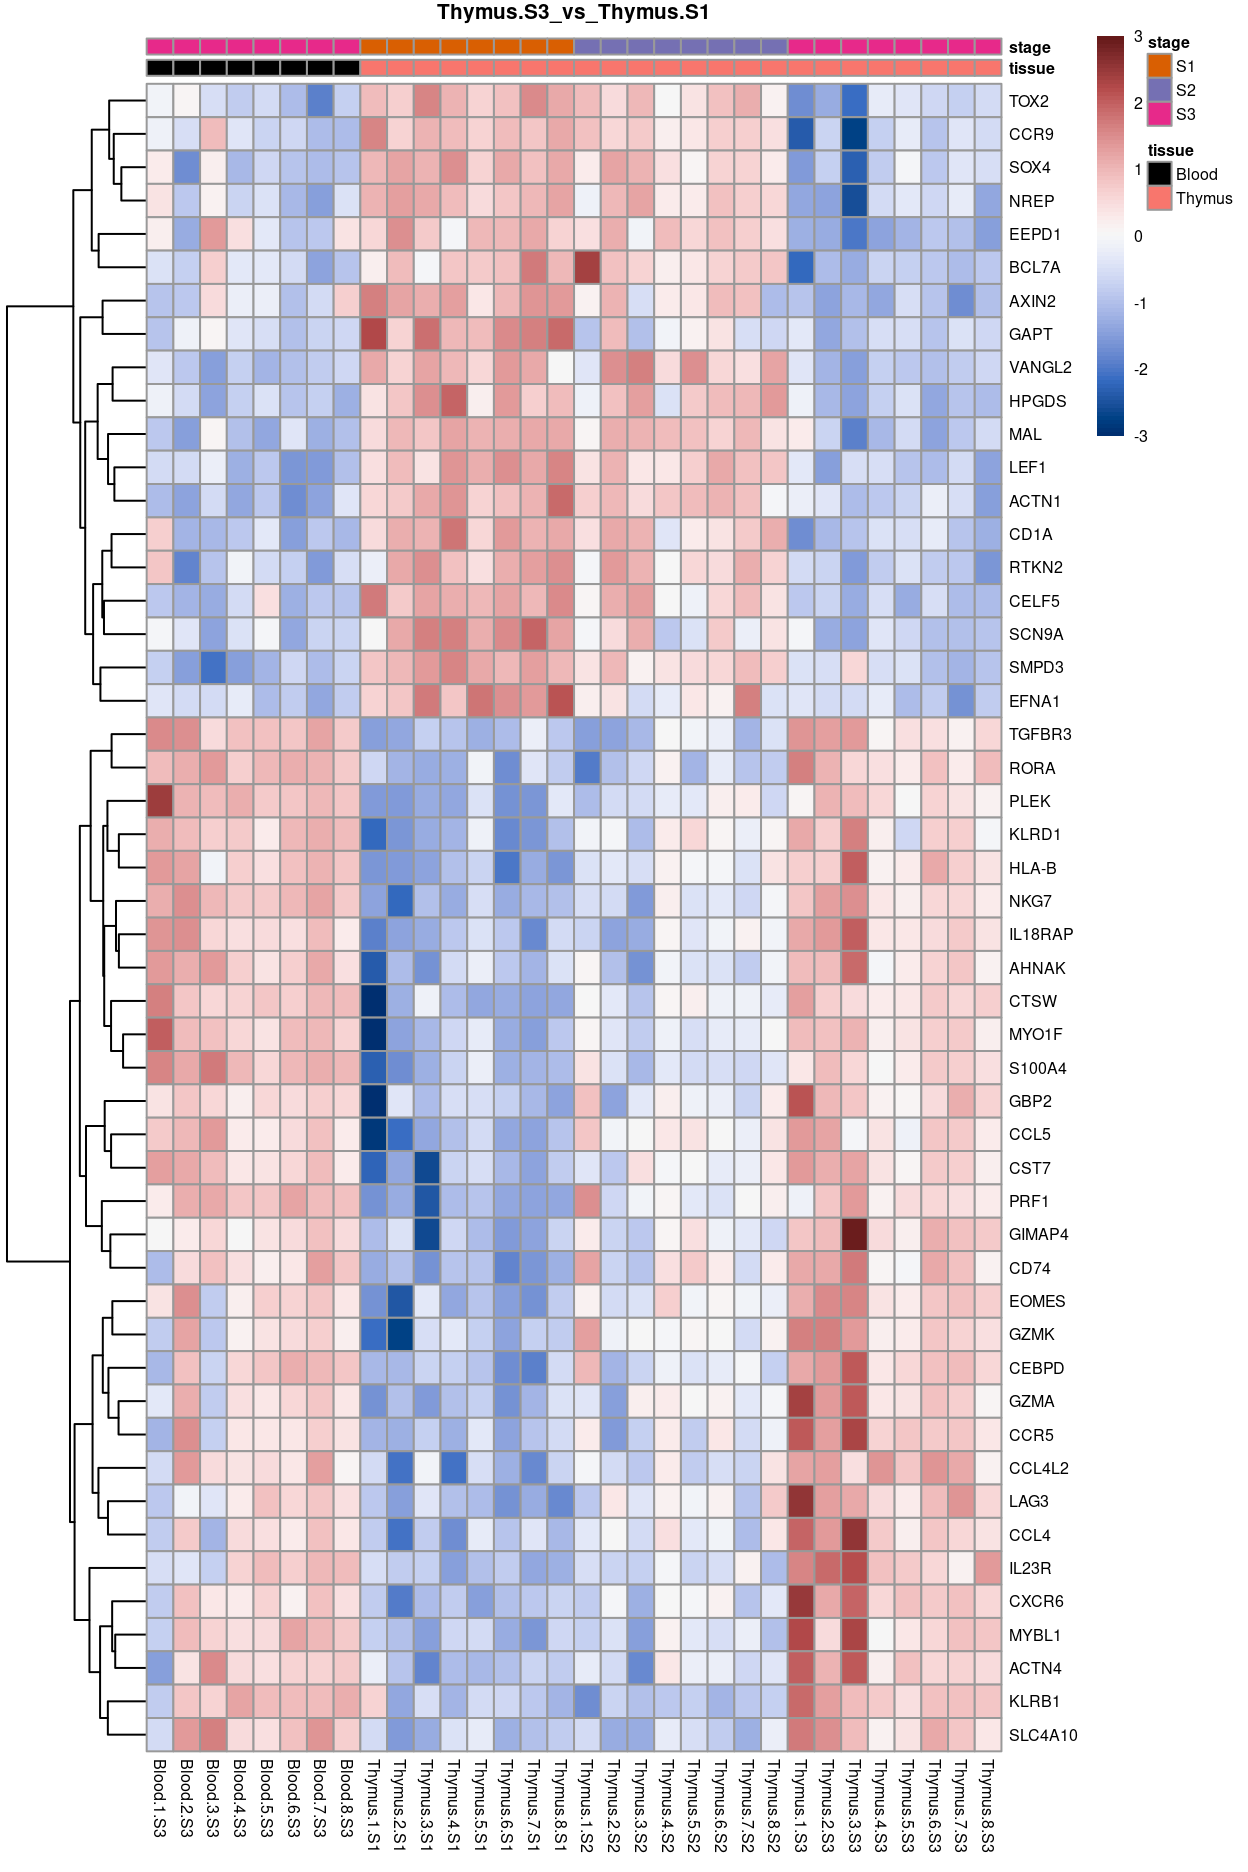 Thymus.S3_vs_Thymus.S1
stage
tissue
TOX2
CCR9
SOX4
NREP
EEPD1
BCL7A
AXIN2
GAPT
VANGL2
HPGDS
MAL
LEF1
ACTN1
CD1A
RTKN2
CELF5
SCN9A
SMPD3
EFNA1
TGFBR3
RORA
PLEK
KLRD1
HLA-B
NKG7
IL18RAP
AHNAK
CTSW
MYO1F
S100A4
GBP2
CCL5
CST7
PRF1
GIMAP4
CD74
EOMES
GZMK
CEBPD
GZMA
CCR5
CCL4L2
LAG3
CCL4
IL23R
CXCR6
MYBL1
ACTN4
KLRB1
SLC4A10
Blood.1.S3
Blood.2.S3
Blood.3.S3
Blood.4.S3
Blood.5.S3
Blood.6.S3
Blood.7.S3
Blood.8.S3
Thymus.1.S1
Thymus.2.S1
Thymus.3.S1
Thymus.4.S1
Thymus.5.S1
Thymus.6.S1
Thymus.7.S1
Thymus.8.S1
Thymus.1.S2
Thymus.2.S2
Thymus.3.S2
Thymus.4.S2
Thymus.5.S2
Thymus.6.S2
Thymus.7.S2
Thymus.8.S2
Thymus.1.S3
Thymus.2.S3
Thymus.3.S3
Thymus.4.S3
Thymus.5.S3
Thymus.6.S3
Thymus.7.S3
Thymus.8.S3
3
2
1
0
-1
-2
-3
stage
S1
S2
S3
tissue
Blood
Thymus